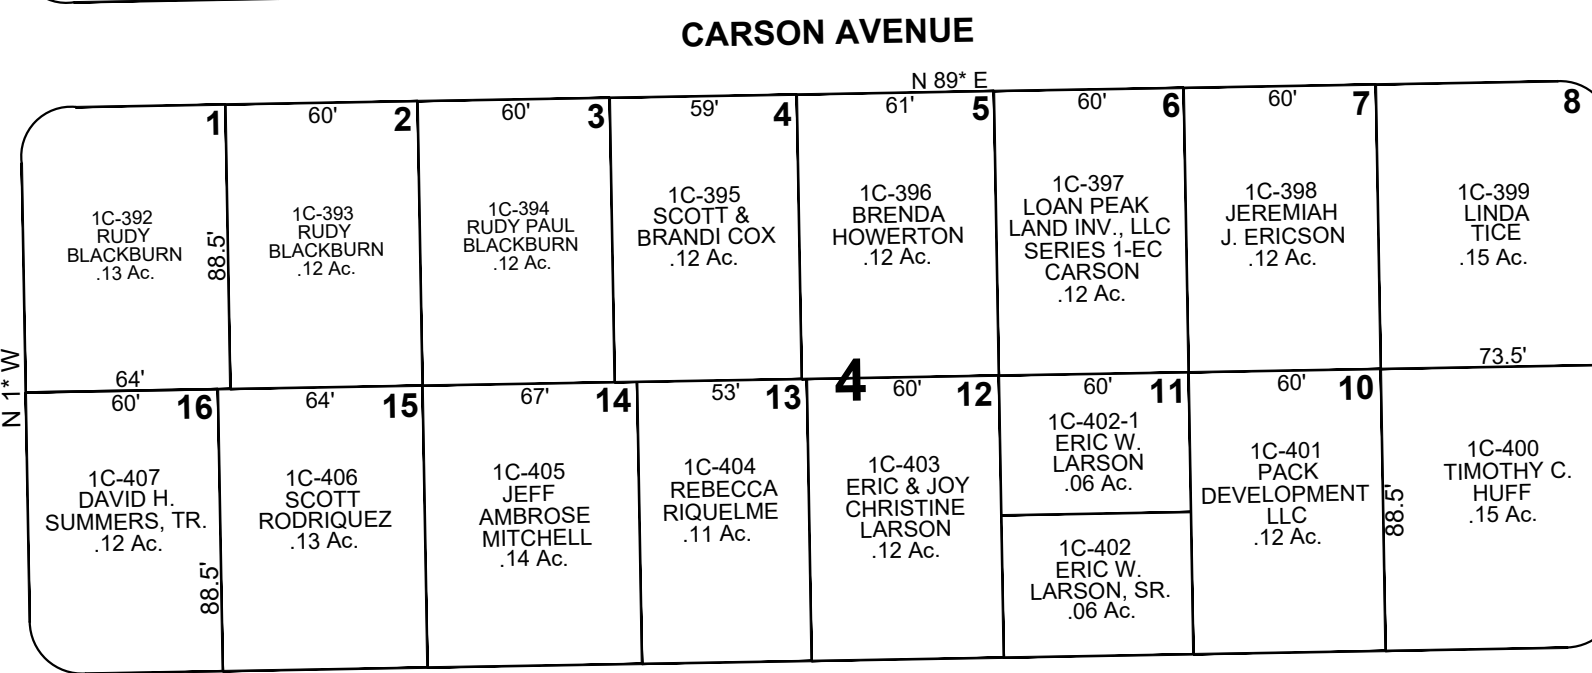 CARSON AVENUE
N 89* E
1
60'
2
60'
3
59'
4
61'
5
60'
6
60'
7
8
1C-392
RUDY
BLACKBURN
.13 Ac.
88.5'
1C-393
RUDY
BLACKBURN
.12 Ac.
1C-394
RUDY PAUL
BLACKBURN
.12 Ac.
1C-395
SCOTT &
BRANDI COX
.12 Ac.
1C-396
BRENDA
HOWERTON
.12 Ac.
1C-397
LOAN PEAK
LAND INV., LLC
SERIES 1-EC
CARSON
.12 Ac.
1C-398
JEREMIAH
J. ERICSON
.12 Ac.
1C-399
LINDA
TICE
.15 Ac.
73.5'
N 1* W
64'
4
60'
16
64'
15
67'
14
53'
13
60'
12
60'
11
60'
10
1C-407
DAVID H.
SUMMERS, TR.
.12 Ac.
88.5'
1C-406
SCOTT
RODRIQUEZ
.13 Ac.
1C-405
JEFF
AMBROSE
MITCHELL
.14 Ac.
1C-404
REBECCA
RIQUELME
.11 Ac.
1C-403
ERIC & JOY
CHRISTINE
LARSON
.12 Ac.
1C-402-1
ERIC W.
LARSON
.06 Ac.
1C-402
ERIC W.
LARSON, SR.
.06 Ac.
1C-401
PACK
DEVELOPMENT
LLC
.12 Ac.
88.5'
1C-400
TIMOTHY C.
HUFF
.15 Ac.